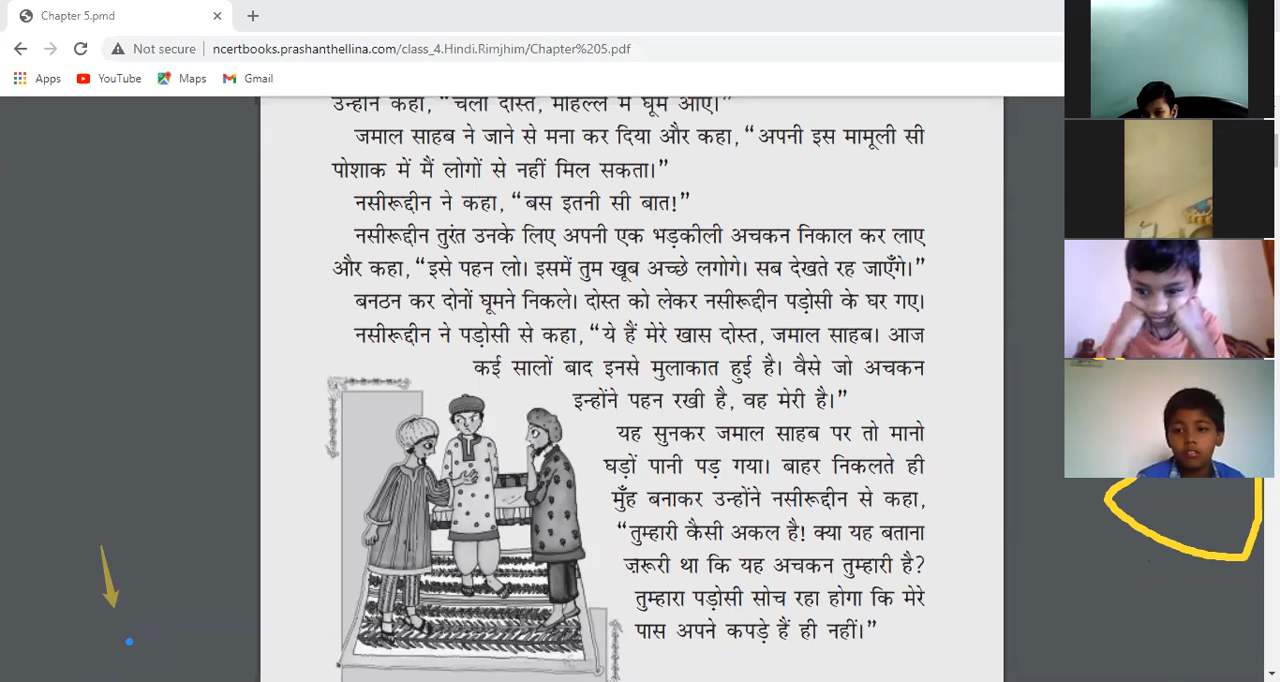 Chapter 5.pmd
Not secure ncertbooks.prashanthellina.com/class_4.Hindi.Rimjhim/Chapter%205.pdf
Apps YouTube Maps Gmail
उन्होंने कहा, “चलो दोस्त, मोहल्ले में घूम आएँ।”
जमाल साहब ने जाने से मना कर दिया और कहा, “अपनी इस मामूली सी
पोशाक में मैं लोगों से नहीं मिल सकता।”
नसीरूद्दीन ने कहा, “बस इतनी सी बात!”
नसीरूद्दीन तुरंत उनके लिए अपनी एक भड़कीली अचकन निकाल कर लाए
और कहा, “इसे पहन लो। इसमें तुम खूब अच्छे लगोगे। सब देखते रह जाएँगे।”
बनठन कर दोनों घूमने निकले। दोस्त को लेकर नसीरूद्दीन पड़ोसी के घर गए।
नसीरूद्दीन ने पड़ोसी से कहा, “ये हैं मेरे खास दोस्त, जमाल साहब। आज
कई सालों बाद इनसे मुलाकात हुई है। वैसे जो अचकन
इन्होंने पहन रखी है, वह मेरी है।”
यह सुनकर जमाल साहब पर तो मानो
घड़ों पानी पड़ गया। बाहर निकलते ही
मुँह बनाकर उन्होंने नसीरूद्दीन से कहा,
“तुम्हारी कैसी अकल है! क्या यह बताना
ज़रूरी था कि यह अचकन तुम्हारी है?
तुम्हारा पड़ोसी सोच रहा होगा कि मेरे
पास अपने कपड़े हैं ही नहीं।”